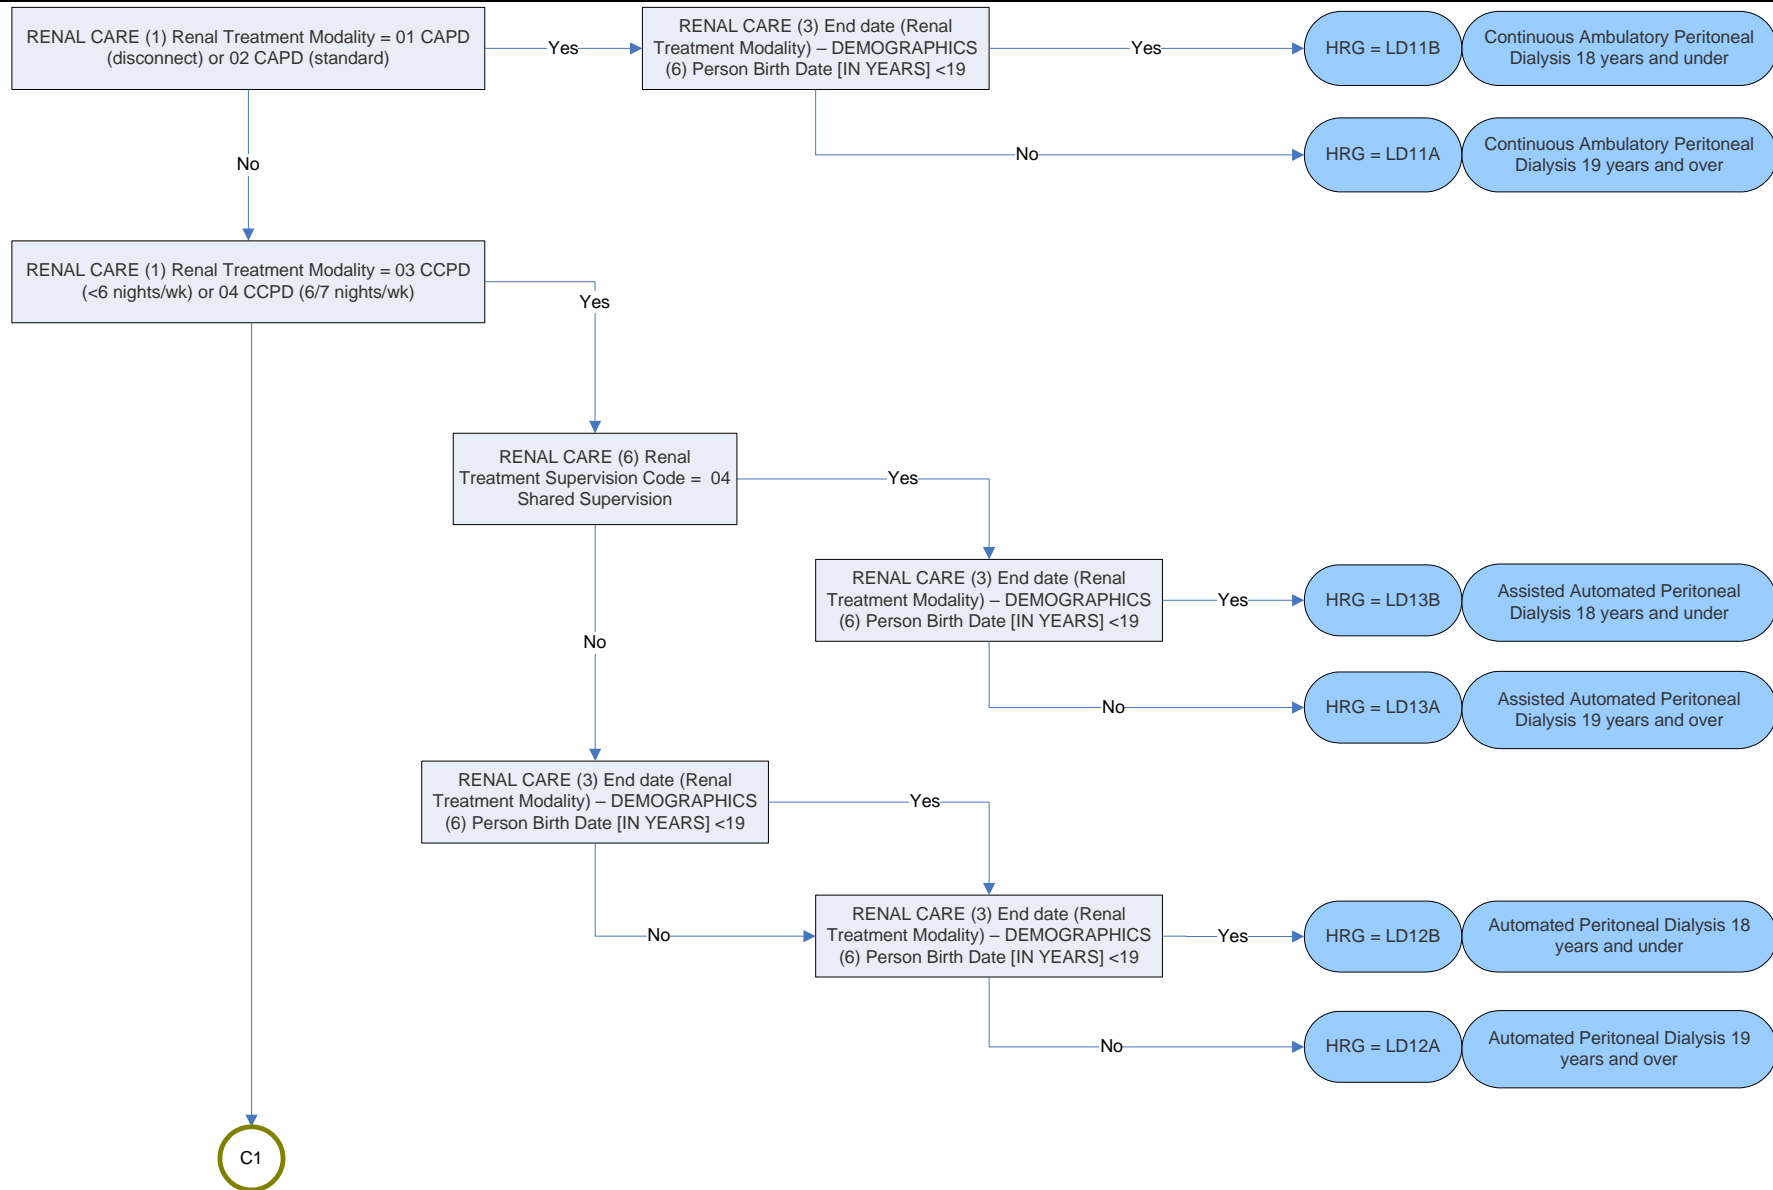 RENAL CARE (1) Renal Treatment Modality = 01 CAPD
(disconnect) or 02 CAPD (standard)
Yes
RENAL CARE (3) End date (Renal
Treatment Modality) – DEMOGRAPHICS
(6) Person Birth Date [IN YEARS] <19
Yes
HRG = LD11B
Continuous Ambulatory Peritoneal
Dialysis 18 years and under
No
HRG = LD11A
Continuous Ambulatory Peritoneal
Dialysis 19 years and over
No
RENAL CARE (1) Renal Treatment Modality = 03 CCPD
(<6 nights/wk) or 04 CCPD (6/7 nights/wk)
Yes
RENAL CARE (6) Renal
Treatment Supervision Code =  04
Shared Supervision
Yes
RENAL CARE (3) End date (Renal
Treatment Modality) – DEMOGRAPHICS
(6) Person Birth Date [IN YEARS] <19
Yes
HRG = LD13B
Assisted Automated Peritoneal
Dialysis 18 years and under
No
No
HRG = LD13A
Assisted Automated Peritoneal
Dialysis 19 years and over
RENAL CARE (3) End date (Renal
Treatment Modality) – DEMOGRAPHICS
(6) Person Birth Date [IN YEARS] <19
Yes
No
RENAL CARE (3) End date (Renal
Treatment Modality) – DEMOGRAPHICS
(6) Person Birth Date [IN YEARS] <19
Yes
HRG = LD12B
Automated Peritoneal Dialysis 18
years and under
No
HRG = LD12A
Automated Peritoneal Dialysis 19
years and over
C1